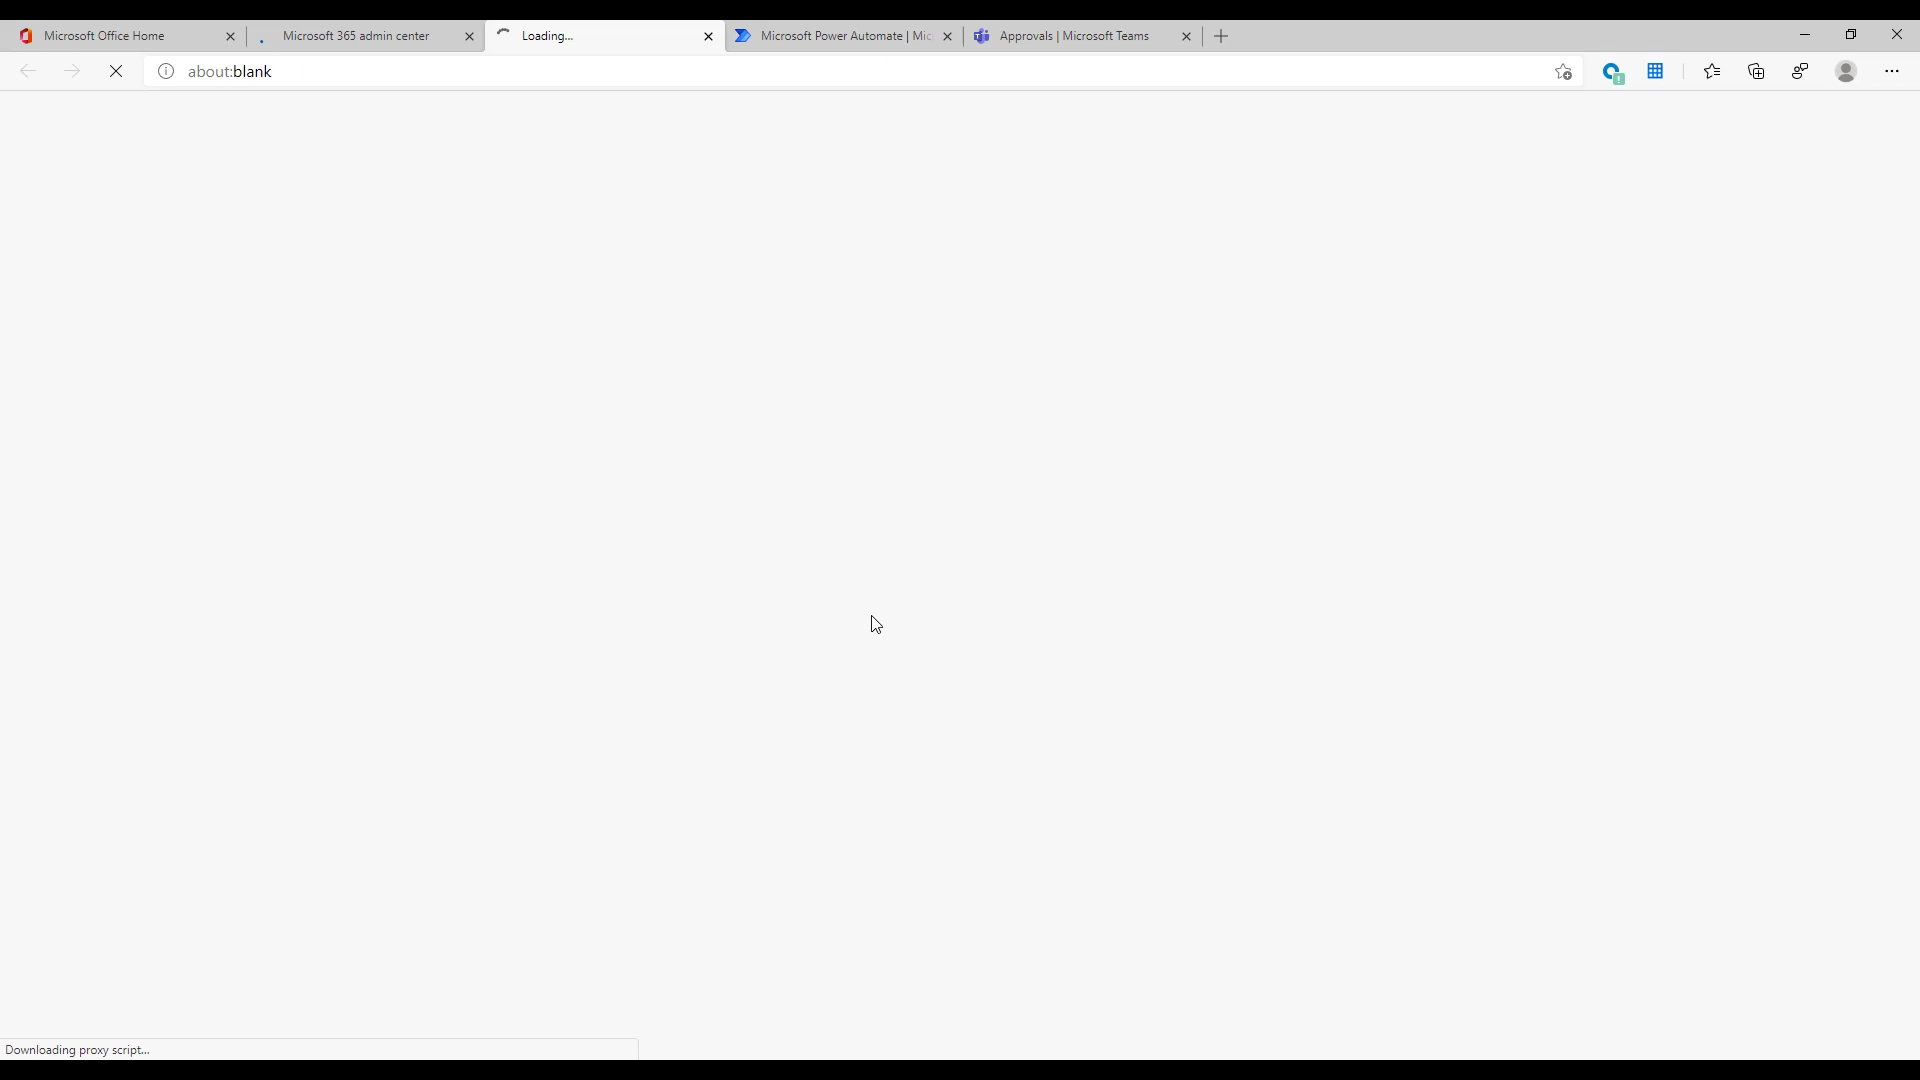 Microsoft Office Home
Microsoft 365 admin center
Loading...
Microsoft Power Automate | Mic
Approvals | Microsoft Teams
about:blank
Downloading proxy script...